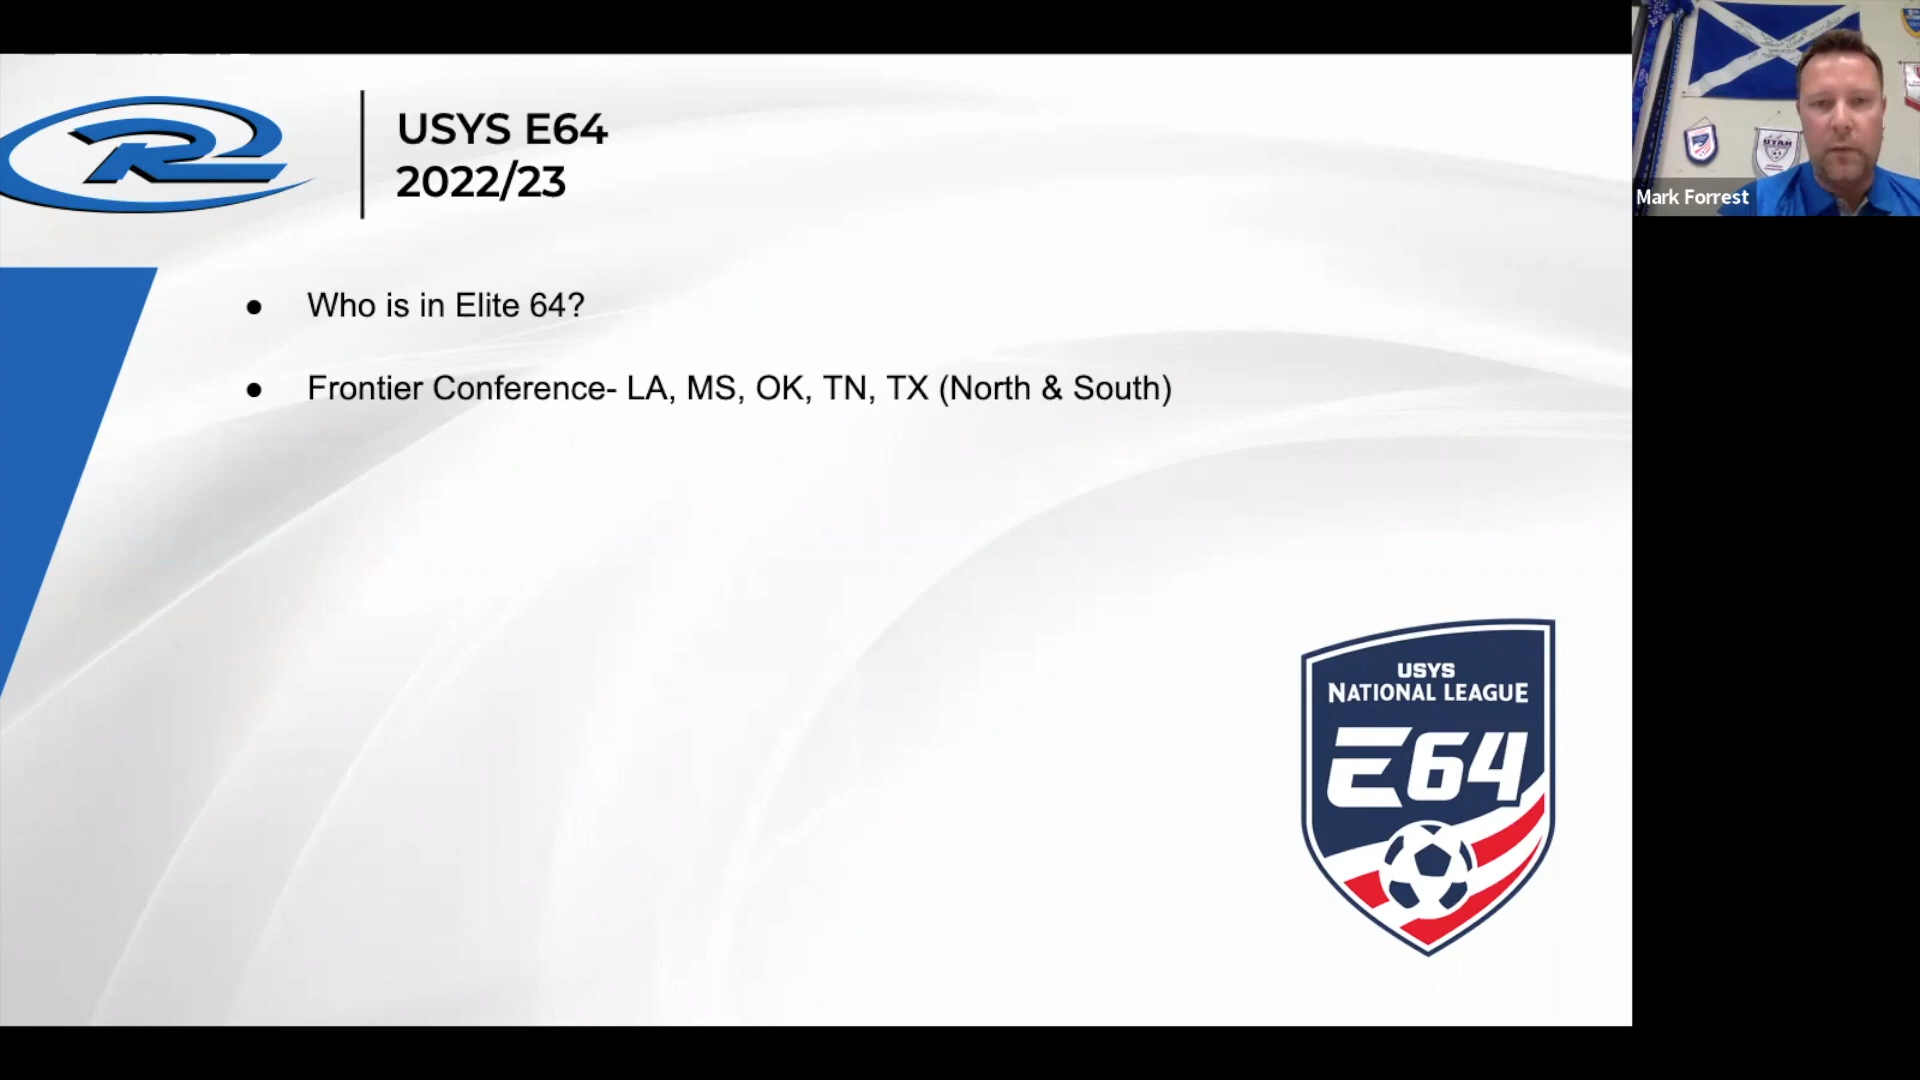 USYS E64
2022/23
● Who is in Elite 64?
● Frontier Conference- LA, MS, OK, TN, TX (North & South)
USYS
NATIONAL LEAGUE
E64
Mark Forrest
UTAH